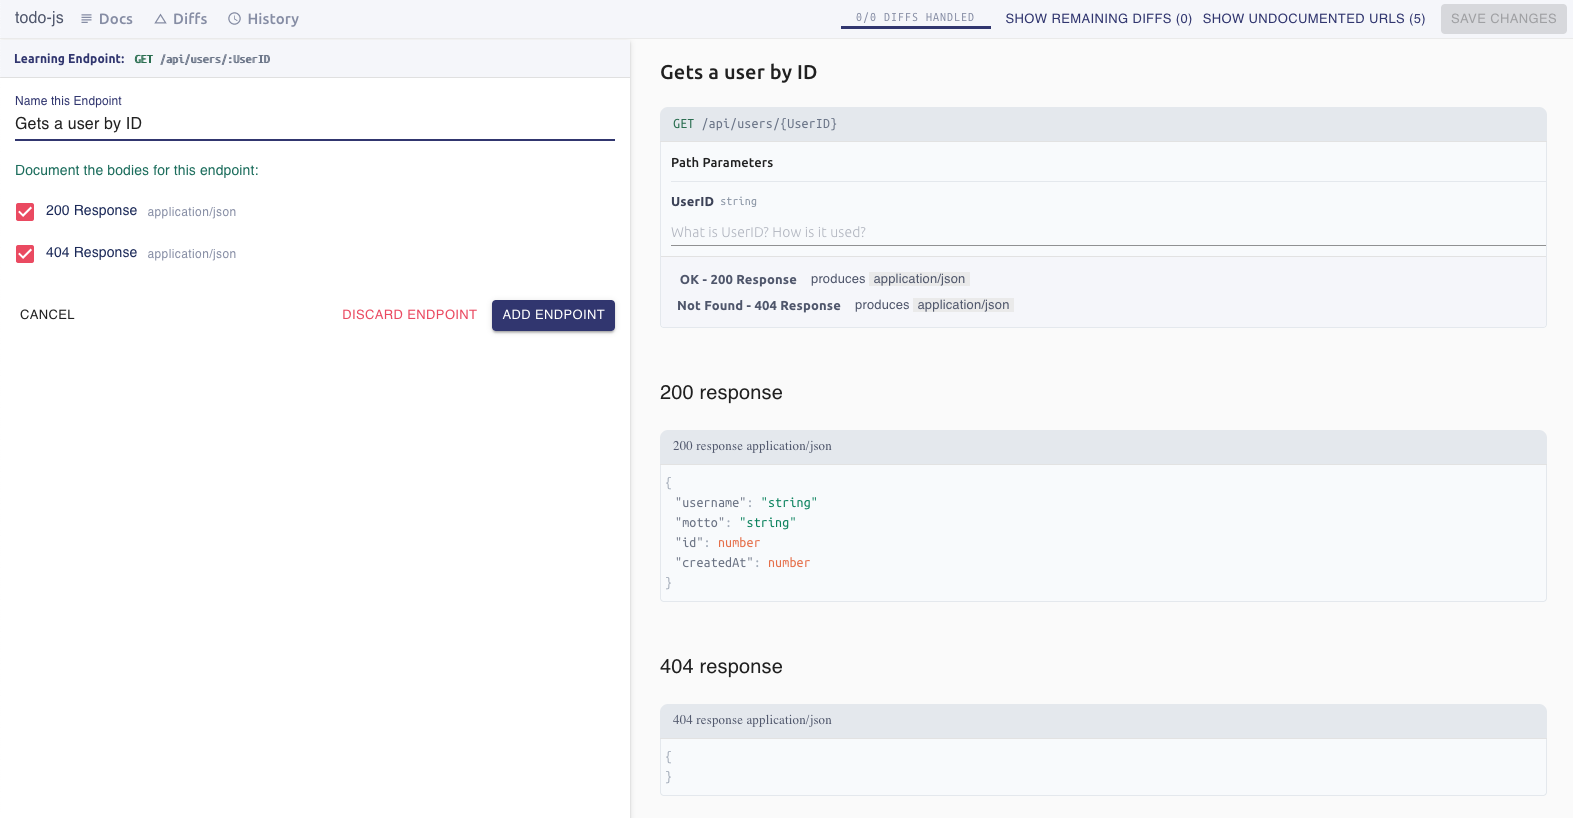 todo-js Docs Diffs History 0/0 DIFFS HANDLED SHOW REMAINING DIFFS (0) SHOW UNDOCUMENTED URLS (5) SAVE CHANGES
Learning Endpoint: GET /api/users/:UserID
Name this Endpoint
Gets a user by ID
Document the bodies for this endpoint:
200 Response application/json
404 Response application/json
CANCEL DISCARD ENDPOINT ADD ENDPOINT
Gets a user by ID
GET /api/users/{UserID}
Path Parameters
UserID string
What is UserID? How is it used?
OK - 200 Response produces application/json
Not Found - 404 Response produces application/json
200 response
200 response application/json
{
"username": "string"
"motto": "string"
"id": number
"createdAt": number
}
404 response
404 response application/json
{
}